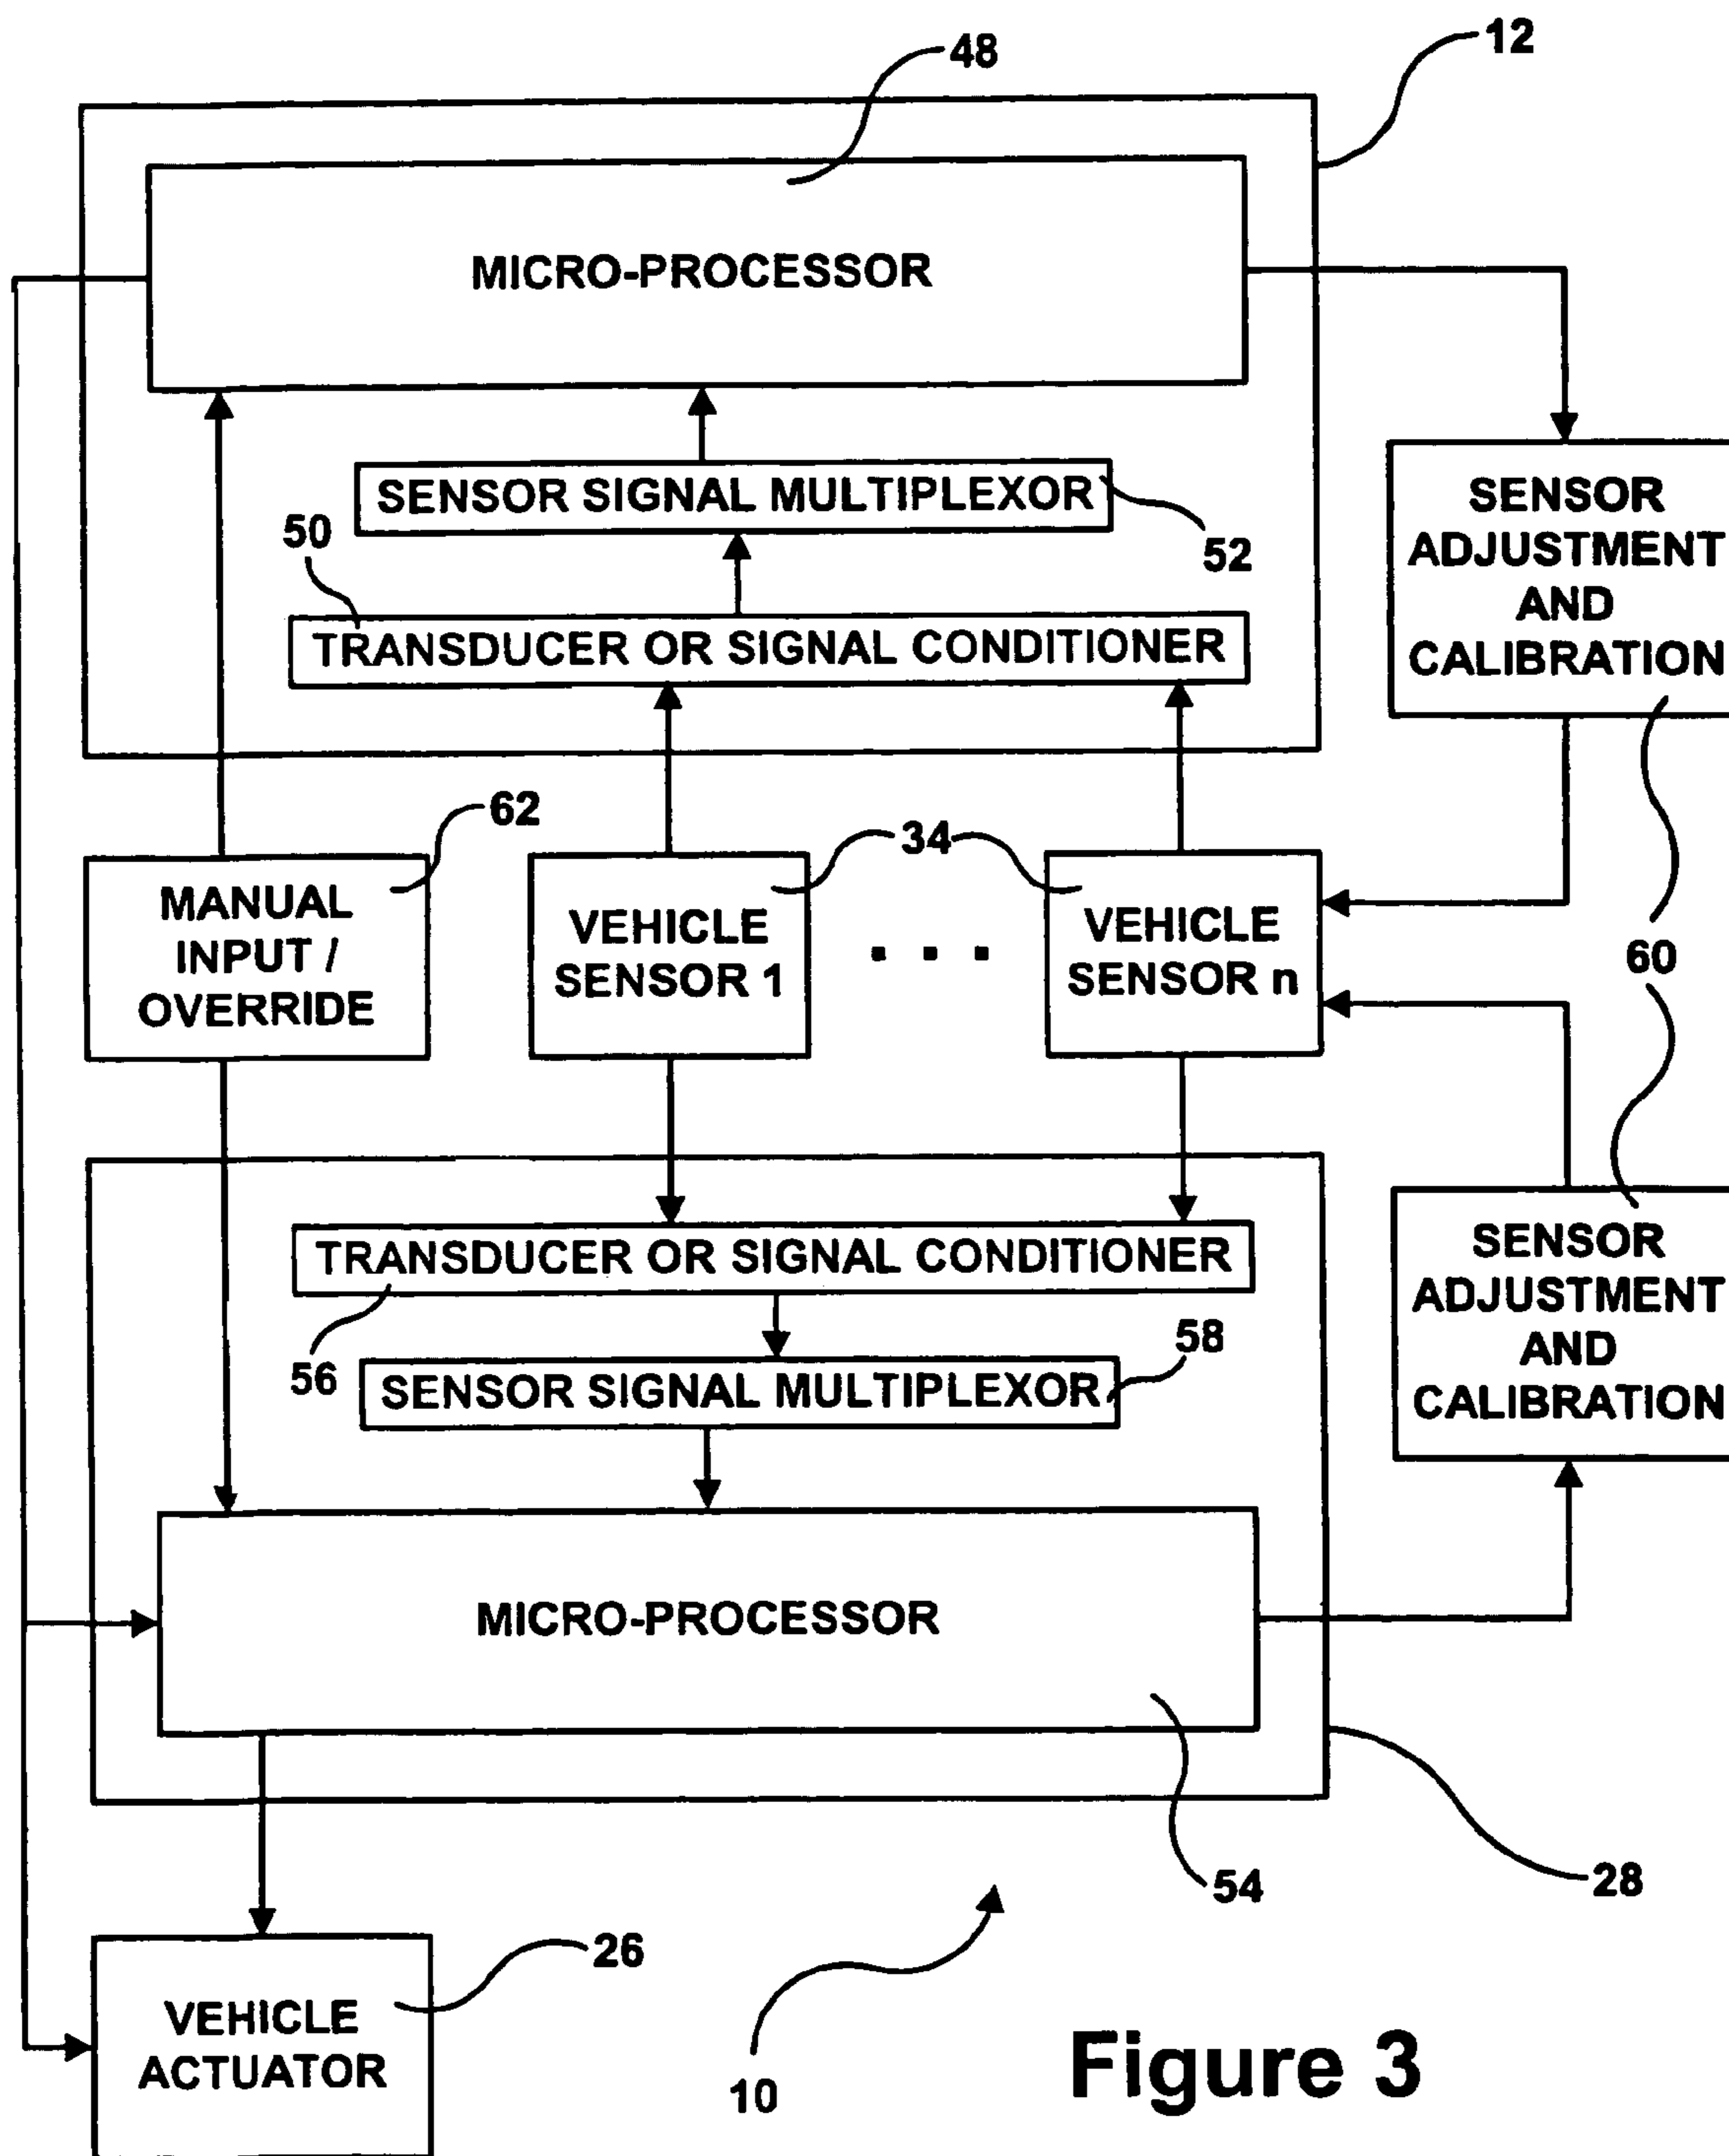 48
12
MICRO-PROCESSOR
SENSOR SIGNAL MULTIPLEXOR
52
50
TRANSDUCER OR SIGNAL CONDITIONER
SENSOR
ADJUSTMENT
AND
CALIBRATION
62
34
MANUAL
INPUT /
OVERRIDE
VEHICLE
SENSOR 1
. . .
VEHICLE
SENSOR n
60
TRANSDUCER OR SIGNAL CONDITIONER
56
58
SENSOR SIGNAL MULTIPLEXOR
SENSOR
ADJUSTMENT
AND
CALIBRATION
MICRO-PROCESSOR
54
28
26
VEHICLE
ACTUATOR
10
Figure 3